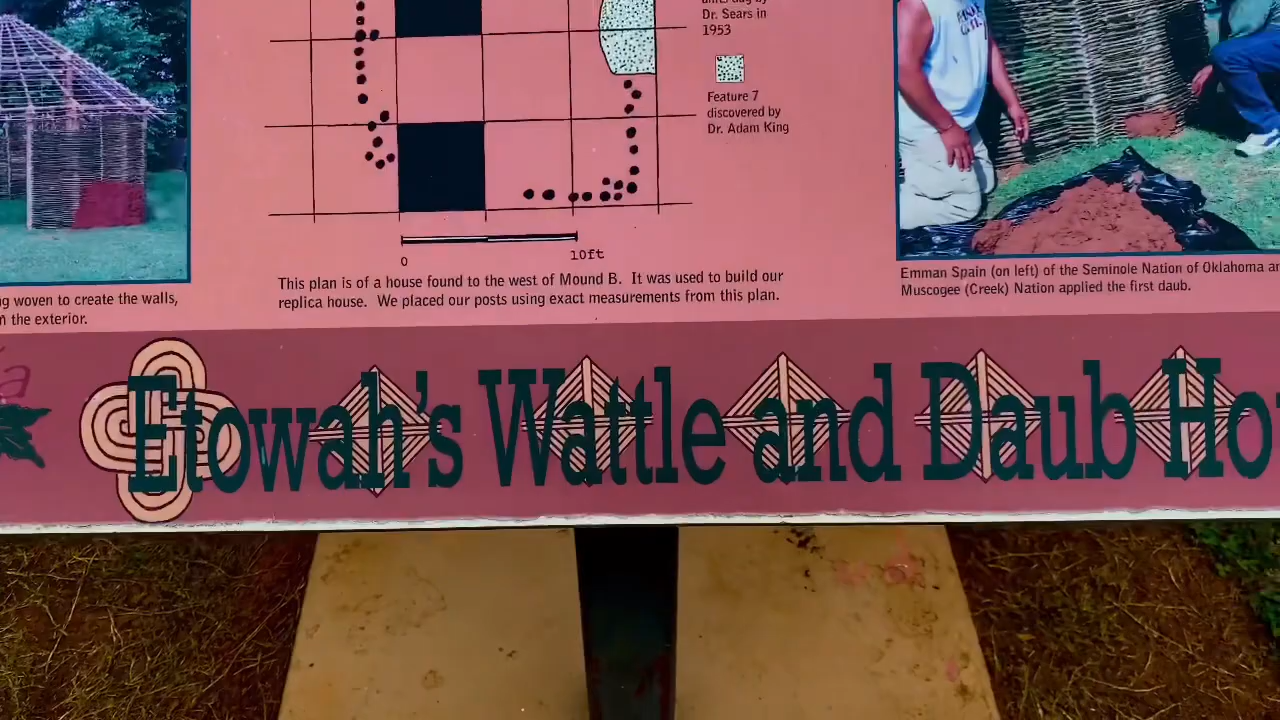 Dr. Sears in
1953
Feature 7
discovered by
Dr. Adam King
0 10ft
This plan is of a house found to the west of Mound B. It was used to build our
replica house. We placed our posts using exact measurements from this plan.
woven to create the walls,
the exterior.
Emman Spain (on left) of the Seminole Nation of Oklahoma
Muscogee (Creek) Nation applied the first daub.
Etowah's Wattle and Daub